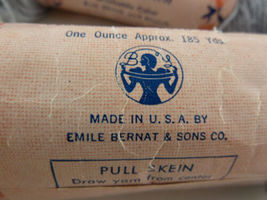 One Ounce Approx. 185 Yds.
B
MADE IN U.S.A. BY
EMILE BERNAT & SONS CO.
PULL SKEIN
Draw yarn from center